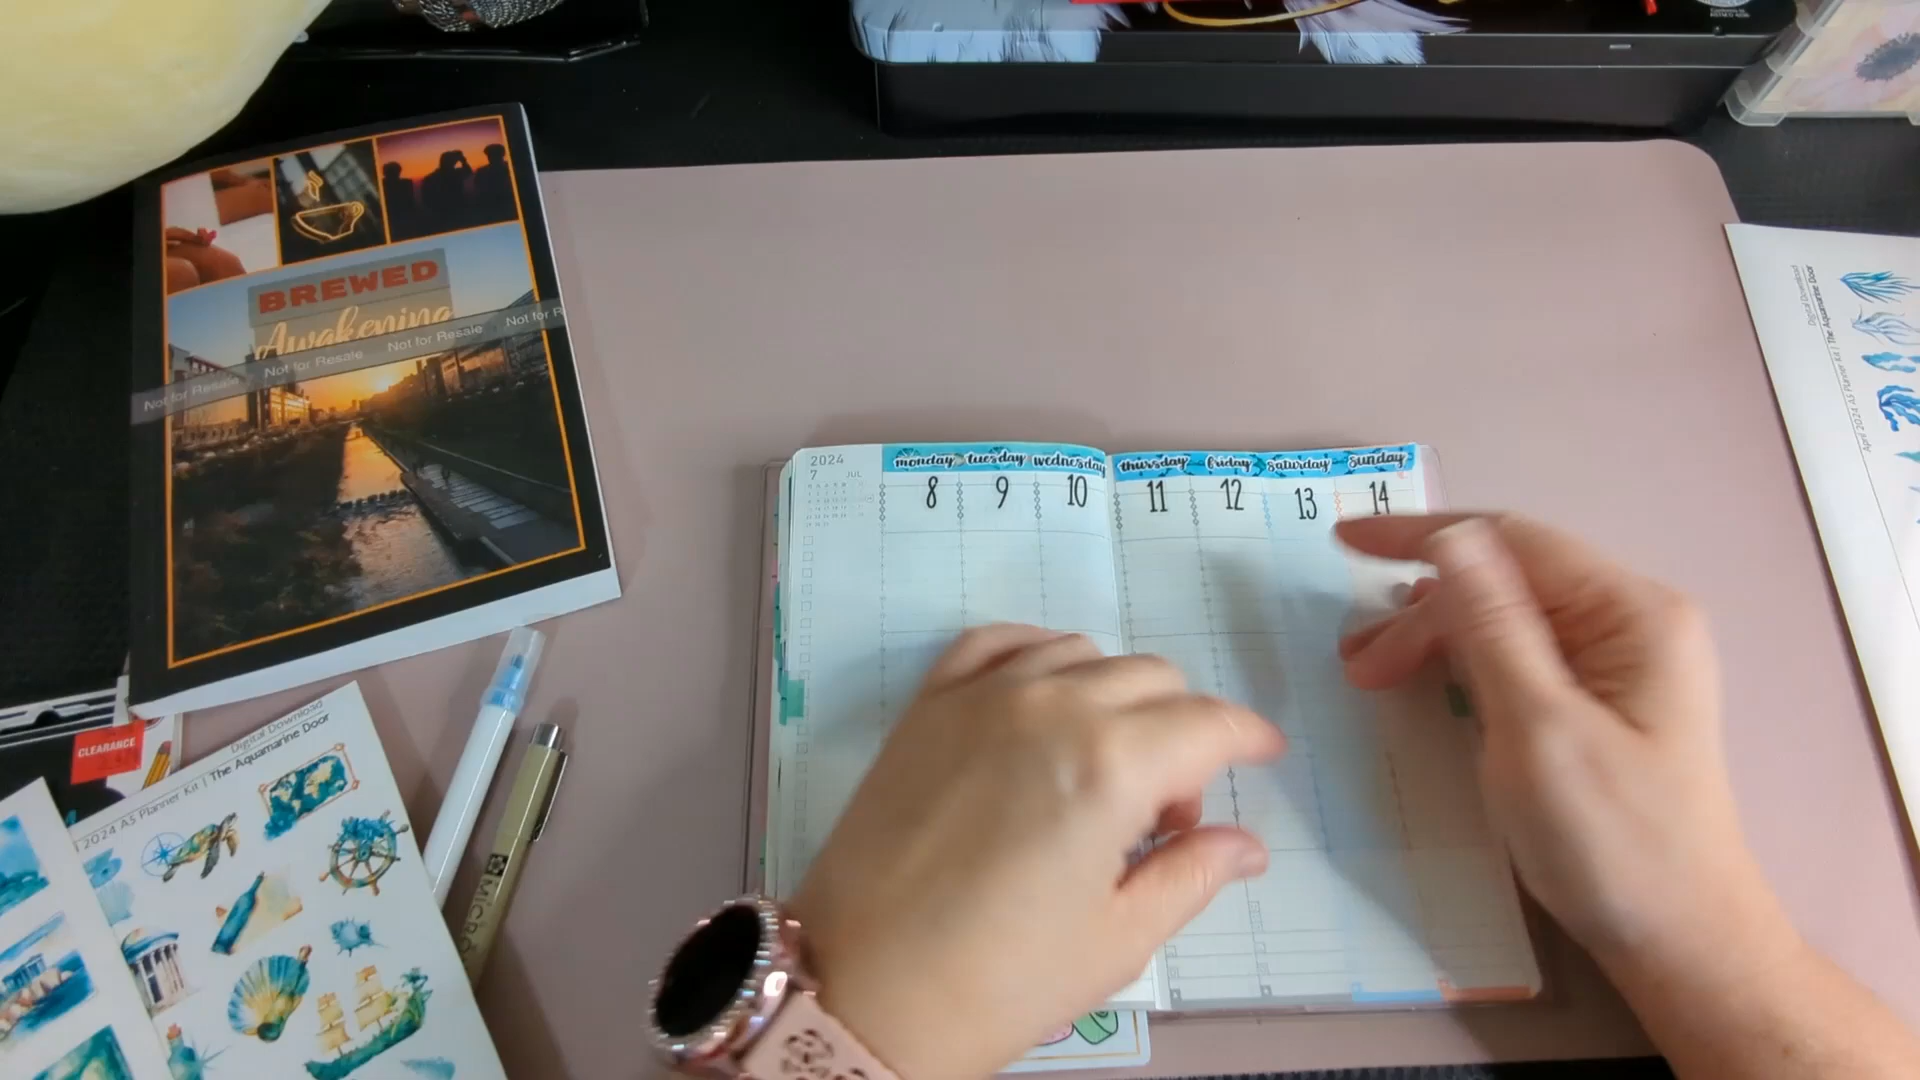 BREWED
Awakening
Not for Resale Not for Resale Not for Resale Not for R
2024
7 JUL
monday tuesday wednesday thursday friday saturday sunday
8 9 10 11 12 13 14
CLEARANCE
Digital Download
2024 A5 Planner Kit | The Aquamarine Door
MICRO
Digital Download
April 2024 A5 Planner Kit | The Aquamarine Door